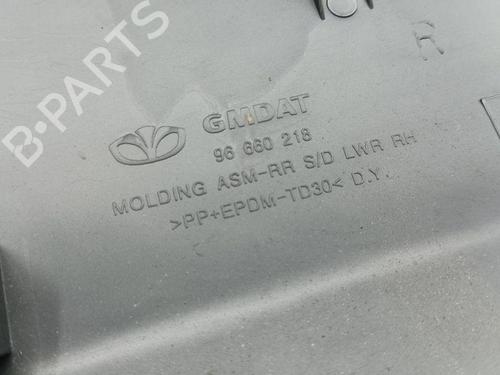 B-PARTS
R
GMDAT
96 660 218
MOLDING ASM-RR S/D LWR RH
>PP+EPDM-TD30< D.Y.